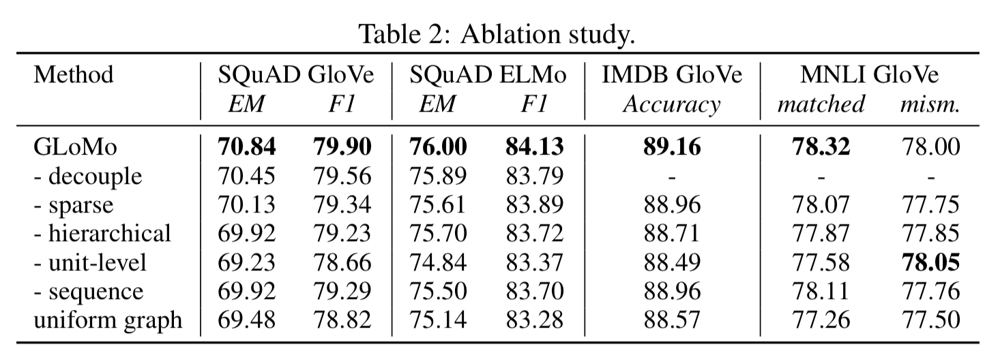 Table 2: Ablation study.
Method SQuAD GloVe SQuAD ELMo IMDB GloVe MNLI GloVe
EM F1 EM F1 Accuracy matched mism.
GLoMo 70.84 79.90 76.00 84.13 89.16 78.32 78.00
- decouple 70.45 79.56 75.89 83.79 - - -
- sparse 70.13 79.34 75.61 83.89 88.96 78.07 77.75
- hierarchical 69.92 79.23 75.70 83.72 88.71 77.87 77.85
- unit-level 69.23 78.66 74.84 83.37 88.49 77.58 78.05
- sequence 69.92 79.29 75.50 83.70 88.96 78.11 77.76
uniform graph 69.48 78.82 75.14 83.28 88.57 77.26 77.50